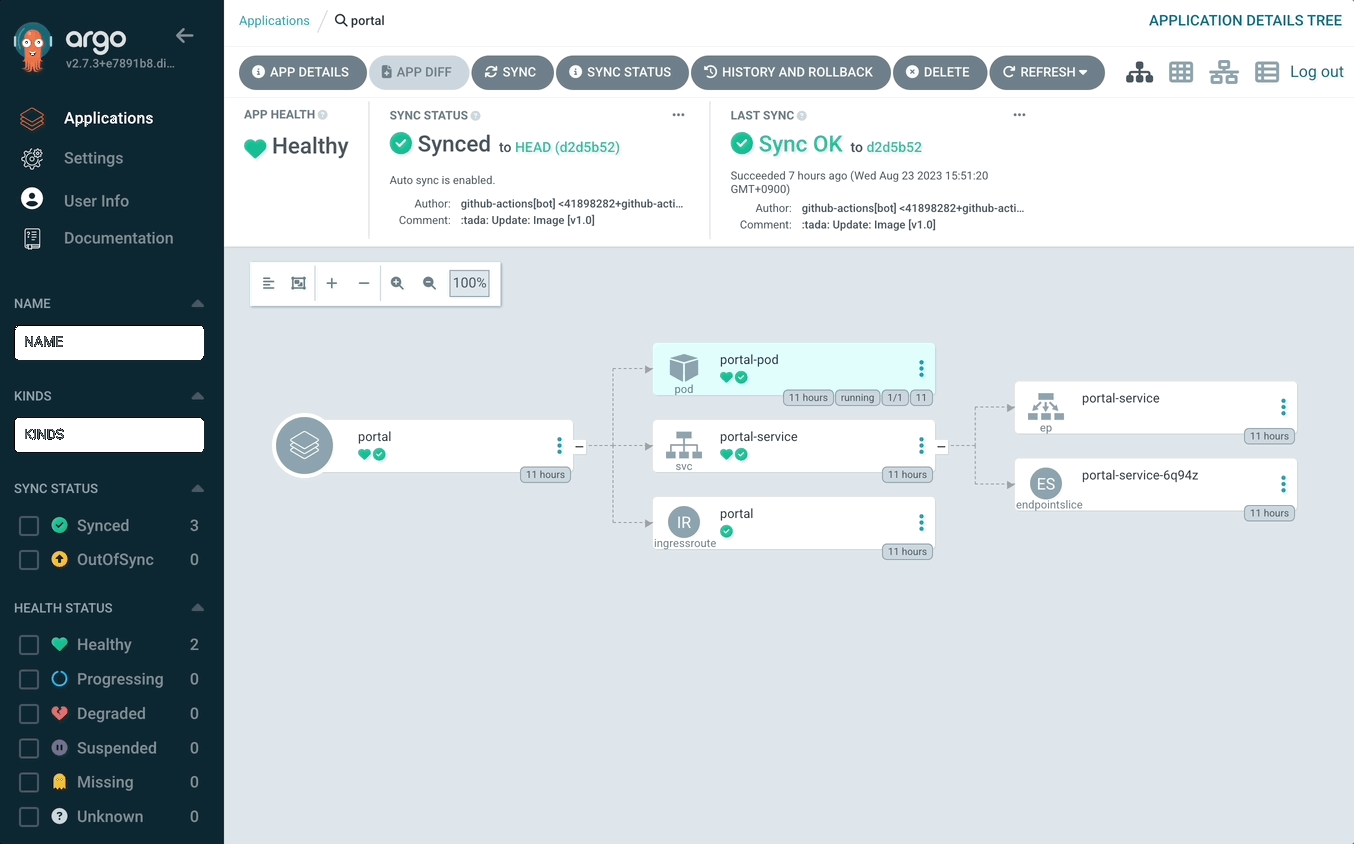 argo
v2.7.3+e7891b8.di...
Applications
Settings
User Info
Documentation
NAME
NAME
KINDS
KINDS
SYNC STATUS
Synced 3
OutOfSync 0
HEALTH STATUS
Healthy 2
Progressing 0
Degraded 0
Suspended 0
Missing 0
Unknown 0
Applications portal
APPLICATION DETAILS TREE
APP DETAILS APP DIFF SYNC SYNC STATUS HISTORY AND ROLLBACK DELETE REFRESH Log out
APP HEALTH
Healthy
SYNC STATUS
Synced to HEAD (d2d5b52)
Auto sync is enabled.
Author: github-actions[bot] <41898282+github-acti...
Comment: :tada: Update: Image [v1.0]
LAST SYNC
Sync OK to d2d5b52
Succeeded 7 hours ago (Wed Aug 23 2023 15:51:20
GMT+0900)
Author: github-actions[bot] <41898282+github-acti...
Comment: :tada: Update: Image [v1.0]
100%
portal
11 hours
portal-pod
pod
11 hours running 1/1 11
portal-service
svc
11 hours
IR
portal
ingressroute
11 hours
portal-service
ep
11 hours
ES
portal-service-6q94z
endpointslice
11 hours